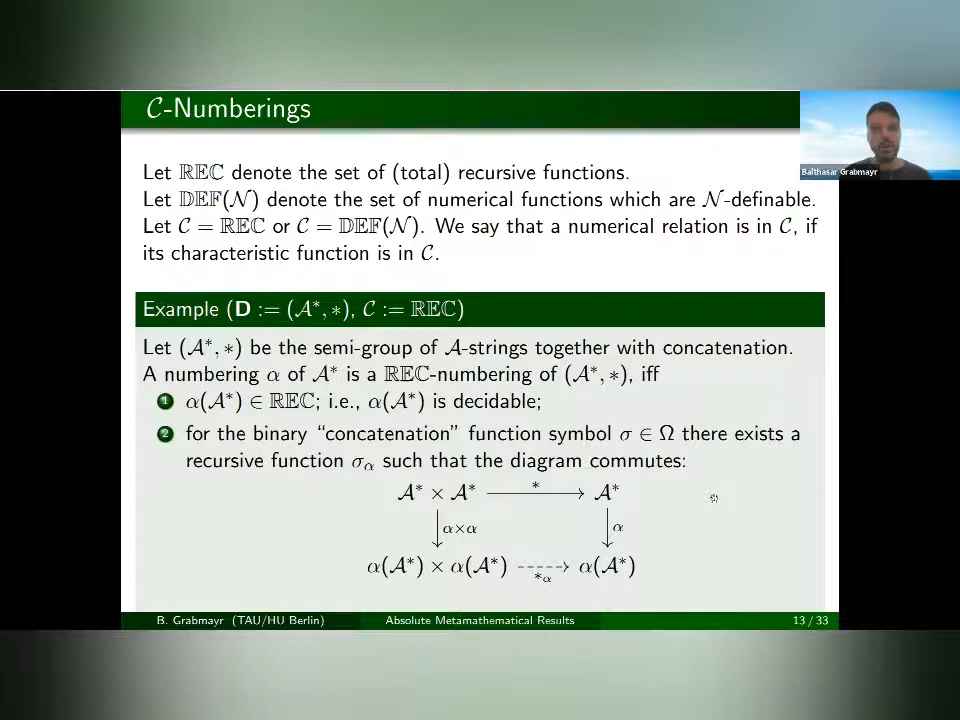 𝒞-Numberings
Balthasar Grabmayr
Let ℝ𝔼ℂ denote the set of (total) recursive functions.
Let 𝔻𝔼𝔽(𝒩) denote the set of numerical functions which are 𝒩-definable.
Let 𝒞 = ℝ𝔼ℂ or 𝒞 = 𝔻𝔼𝔽(𝒩). We say that a numerical relation is in 𝒞, if
its characteristic function is in 𝒞.
Example (D := (𝒜*, *), 𝒞 := ℝ𝔼ℂ)
Let (𝒜*, *) be the semi-group of 𝒜-strings together with concatenation.
A numbering α of 𝒜* is a ℝ𝔼ℂ-numbering of (𝒜*, *), iff
1 α(𝒜*) ∈ ℝ𝔼ℂ; i.e., α(𝒜*) is decidable;
2 for the binary “concatenation” function symbol σ ∈ Ω there exists a
recursive function σ_α such that the diagram commutes:
𝒜* × 𝒜* * 𝒜*
α×α α
α(𝒜*) × α(𝒜*) *_α α(𝒜*)
B. Grabmayr (TAU/HU Berlin) Absolute Metamathematical Results 13 / 33